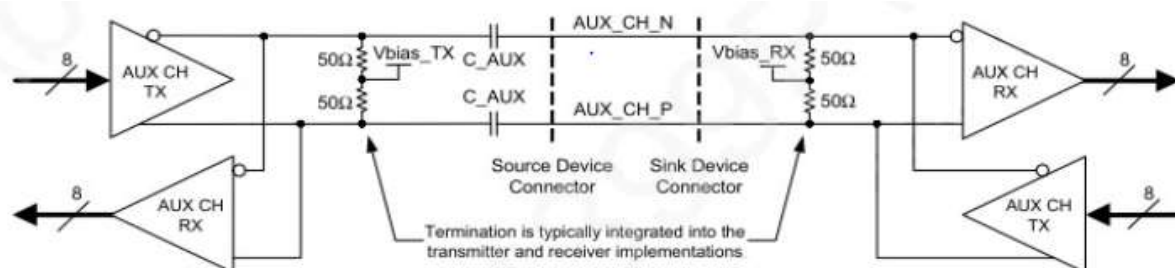 AUX_CH_N
8
AUX CH
TX
50Ω
50Ω
Vbias_TX
C_AUX
C_AUX
Vbias_RX
50Ω
50Ω
AUX CH
RX
8
AUX_CH_P
8
AUX CH
RX
Source Device
Connector
Sink Device
Connector
Termination is typically integrated into the
transmitter and receiver implementations
AUX CH
TX
8